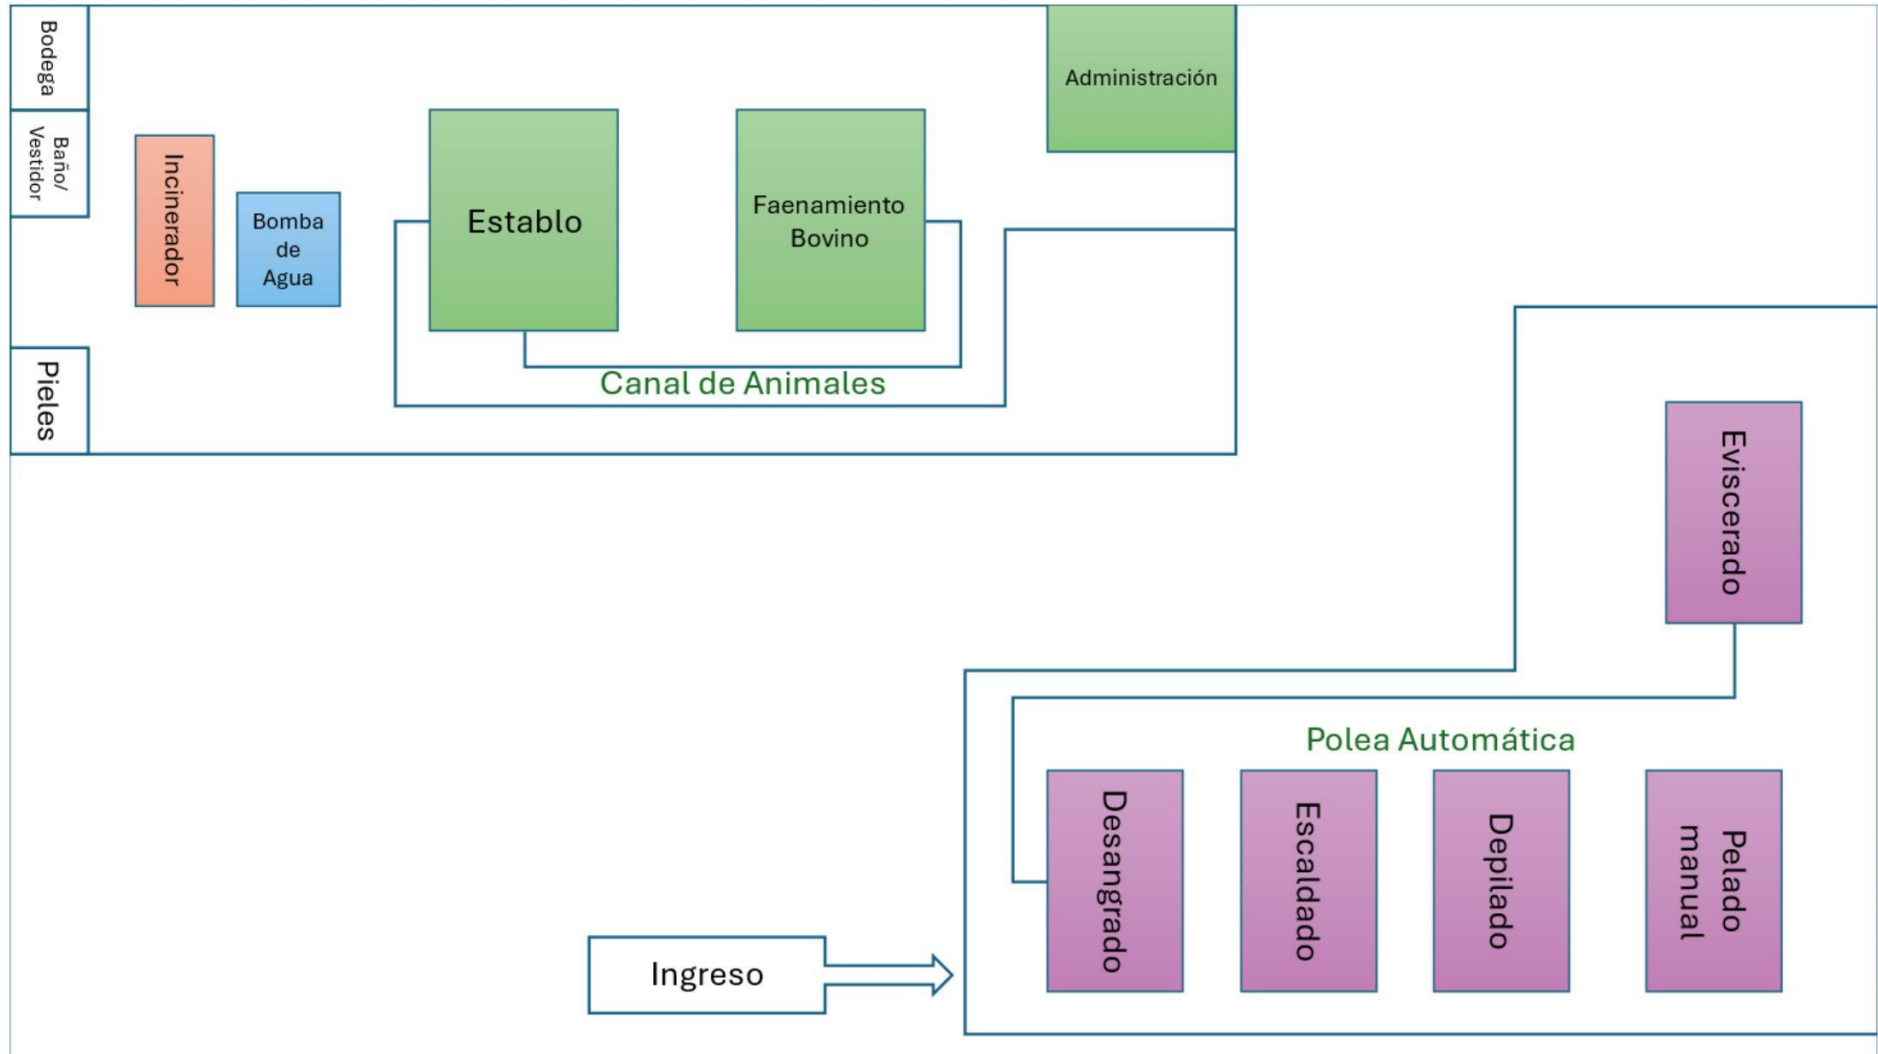 Bodega
Baño/
Vestidor
Incinerador
Bomba
de
Agua
Establo
Faenamiento
Bovino
Administración
Canal de Animales
Pieles
Eviscerado
Polea Automática
Desangrado
Escaldado
Depilado
Pelado
manual
Ingreso